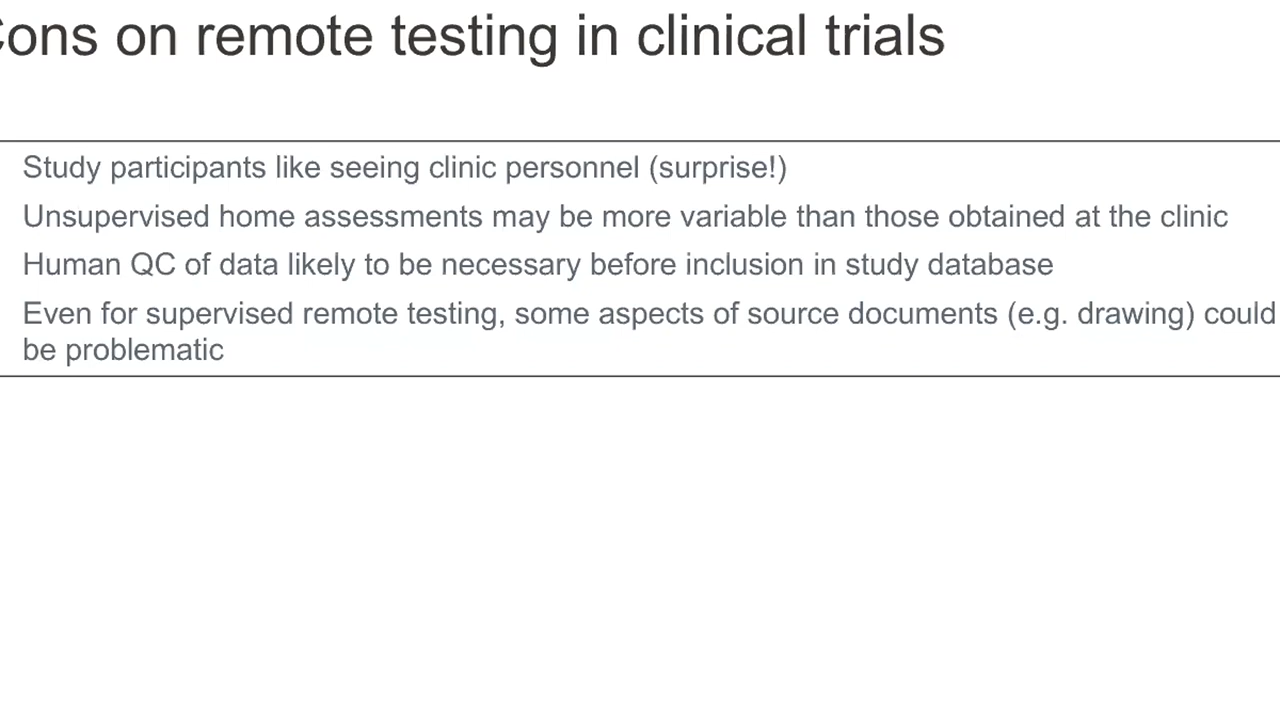 Cons on remote testing in clinical trials
Study participants like seeing clinic personnel (surprise!)
Unsupervised home assessments may be more variable than those obtained at the clinic
Human QC of data likely to be necessary before inclusion in study database
Even for supervised remote testing, some aspects of source documents (e.g. drawing) could
be problematic